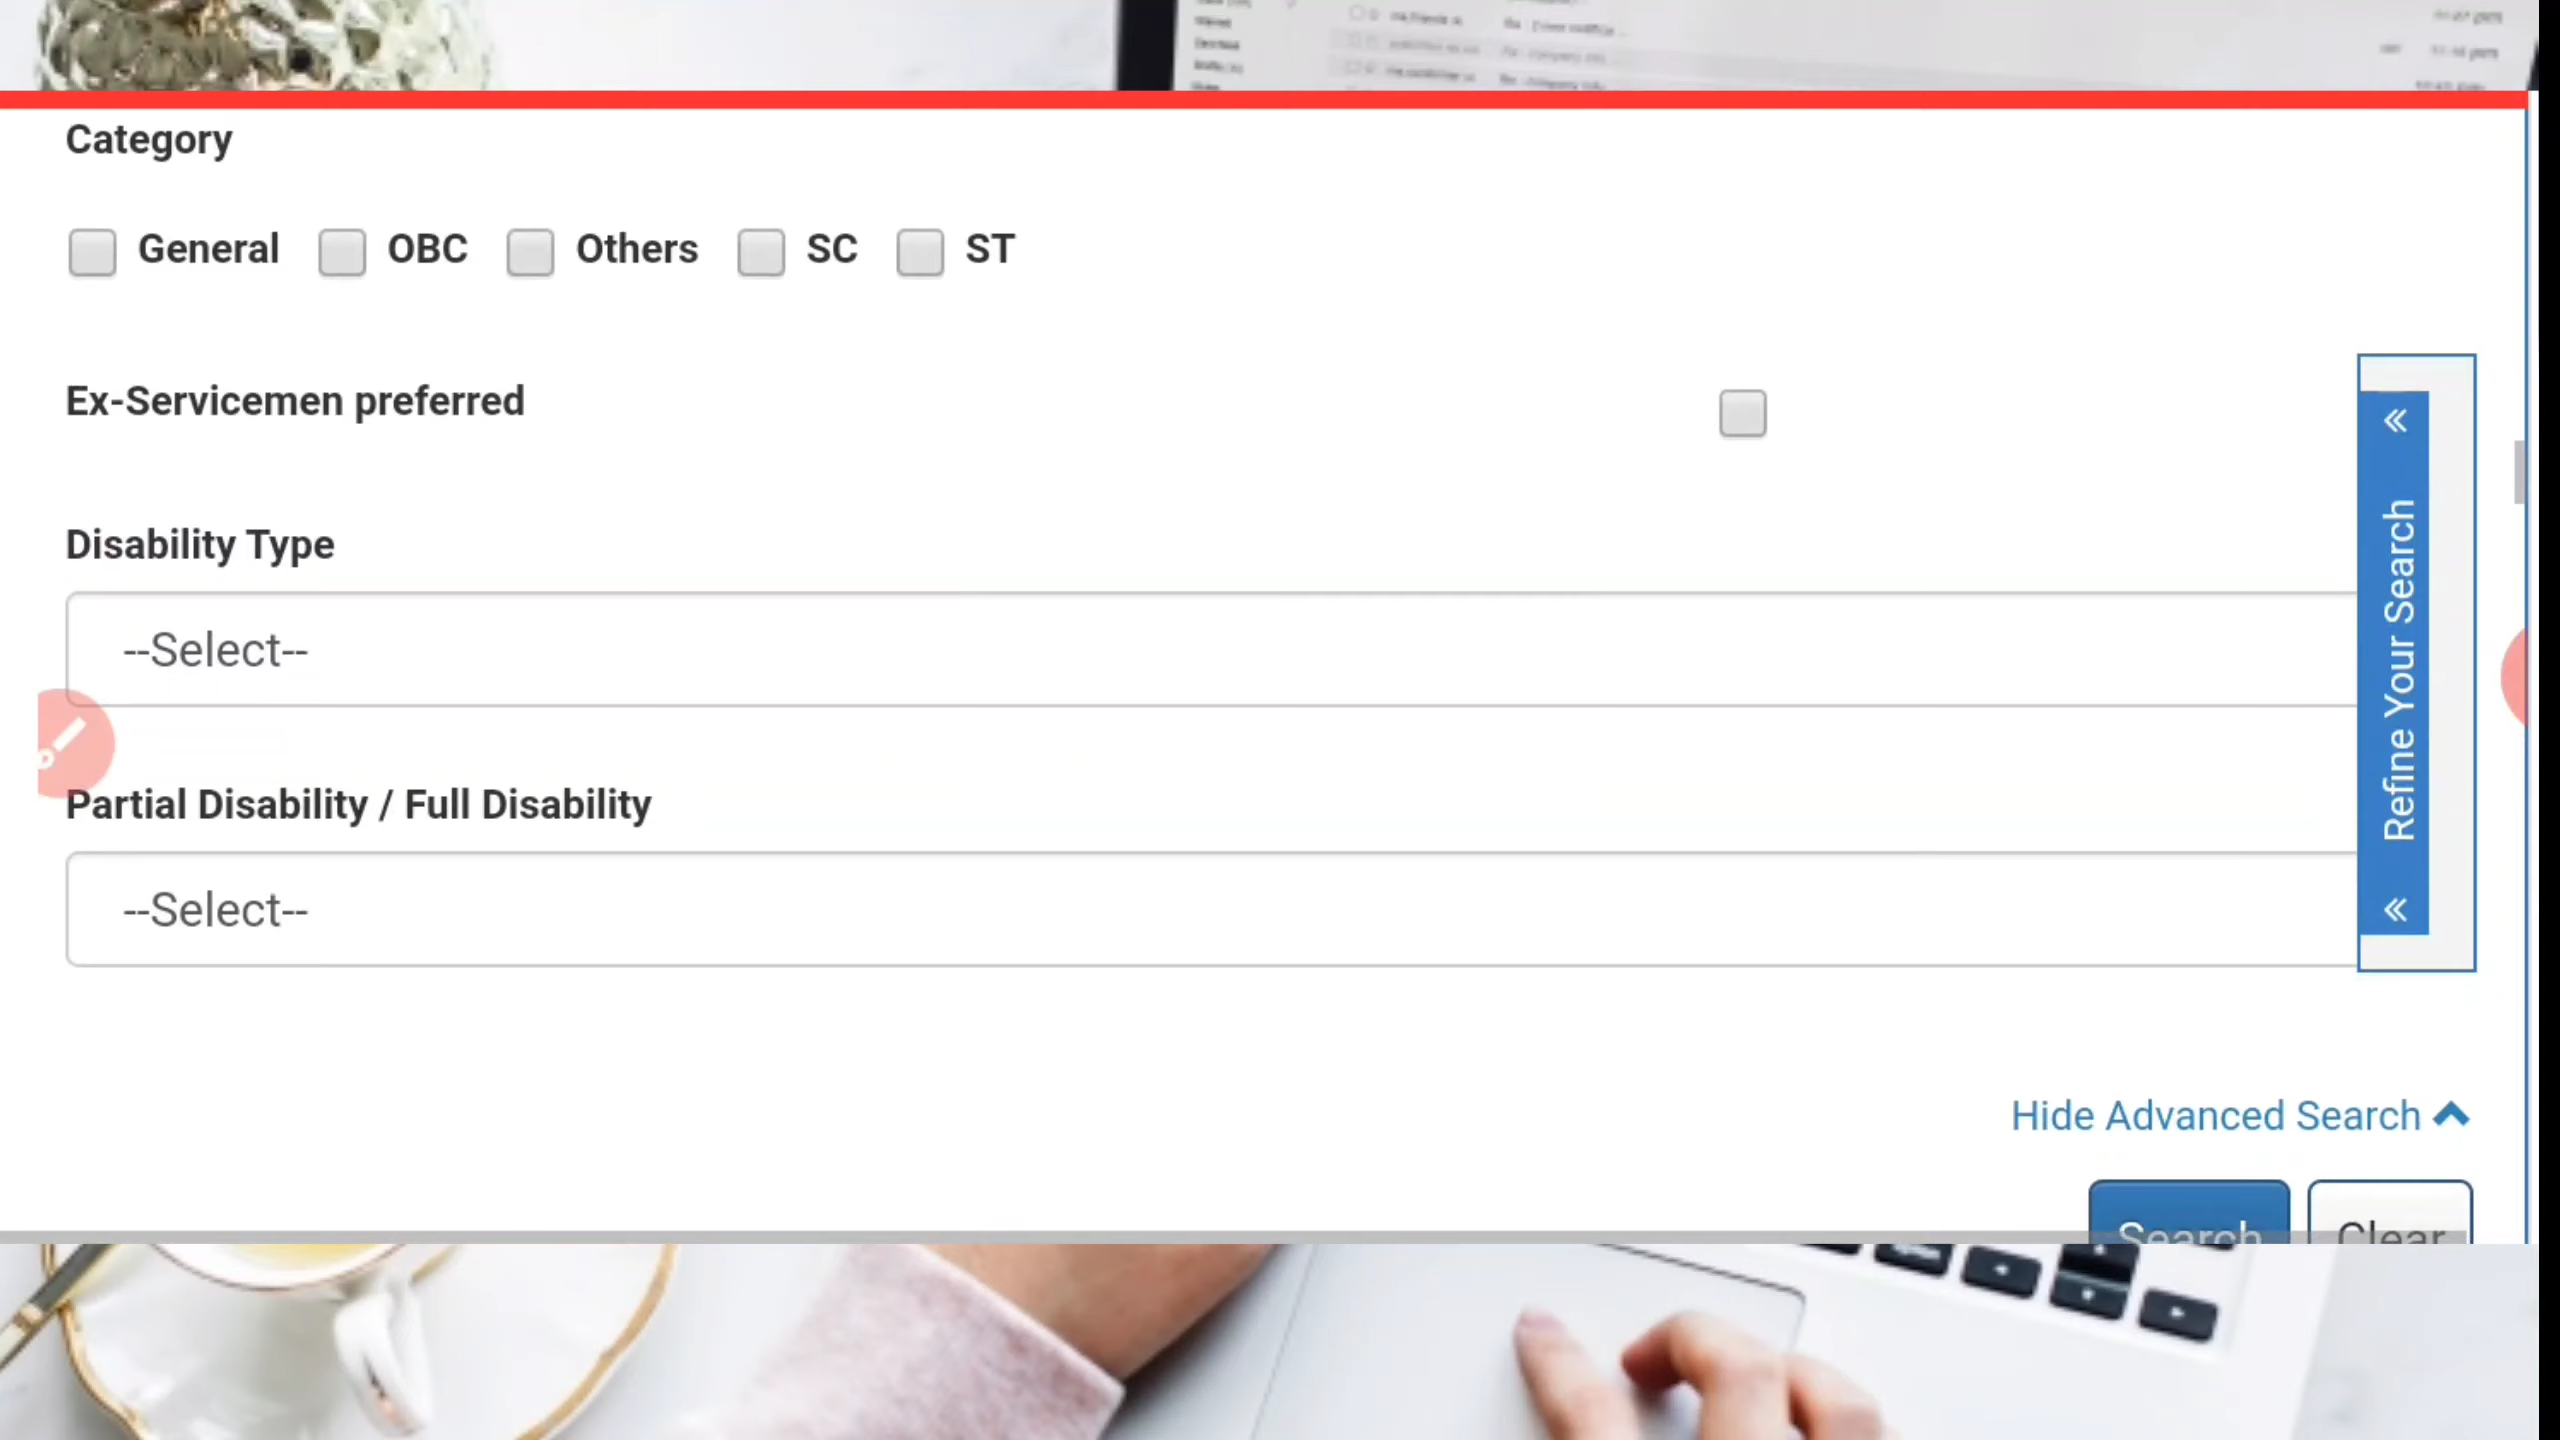 Category
General OBC Others SC ST
Ex-Servicemen preferred
Disability Type
--Select--
Partial Disability / Full Disability
--Select--
Refine Your Search
Hide Advanced Search
Search Clear